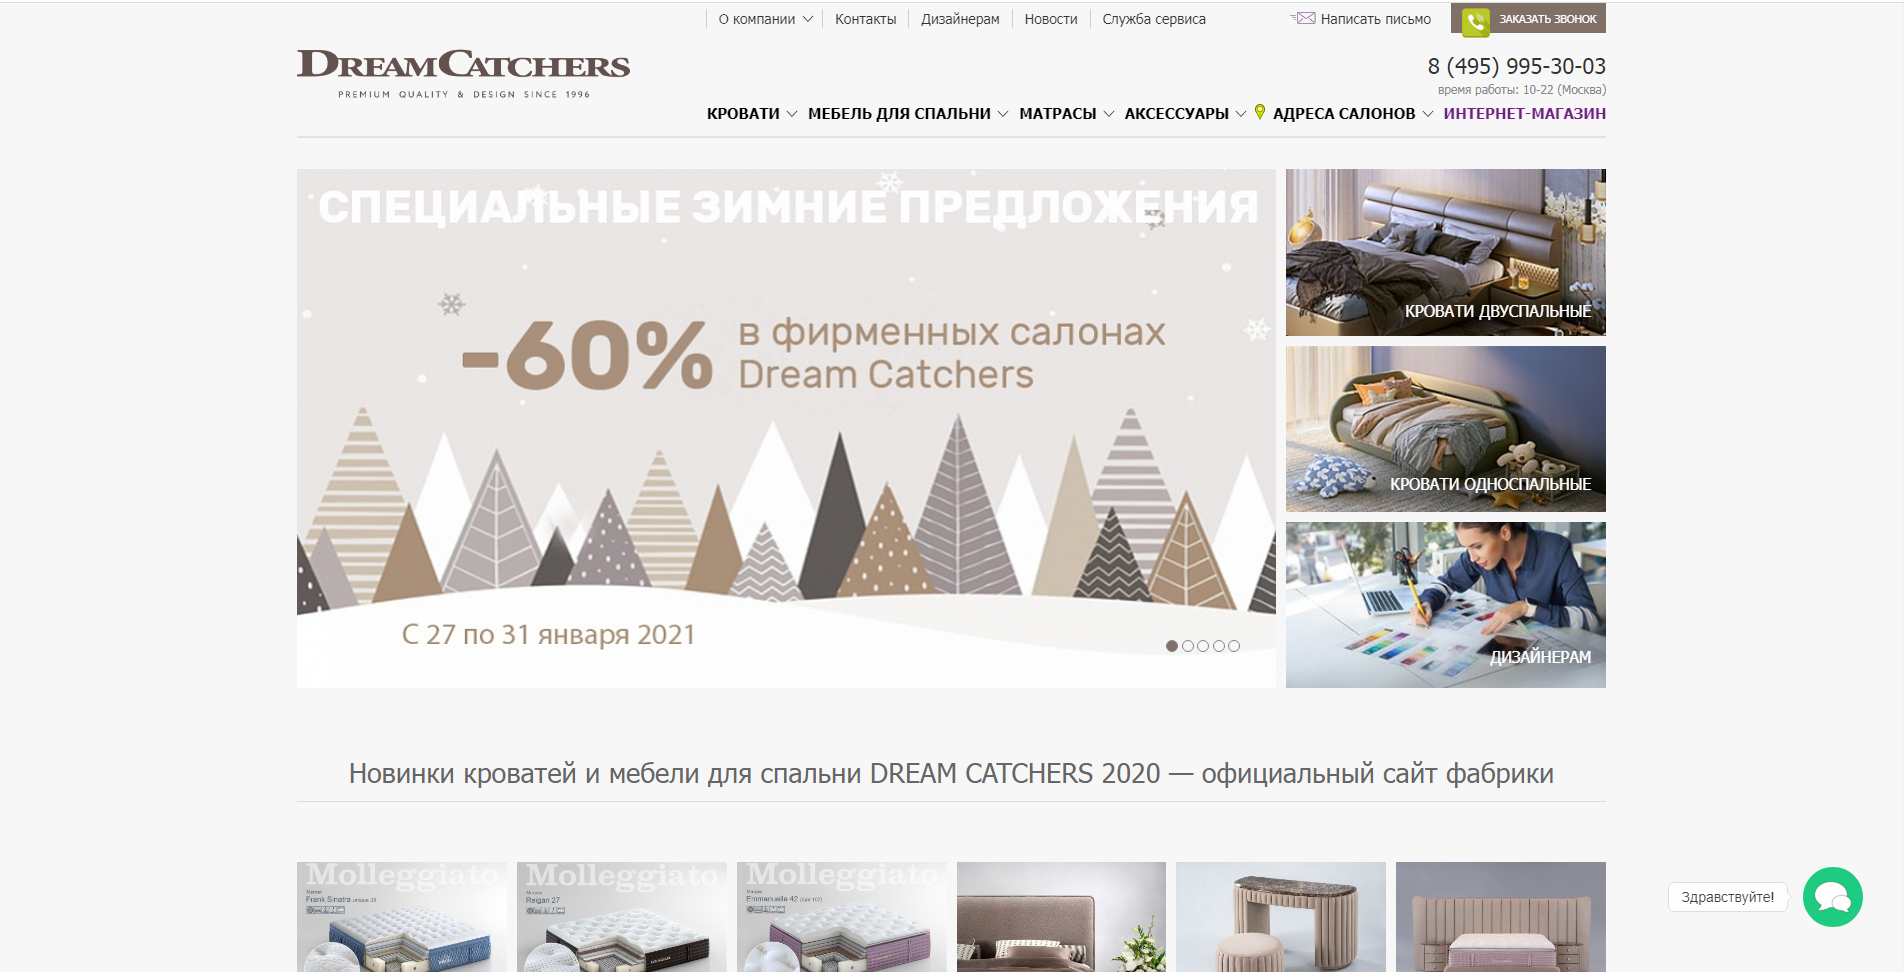 О компании
Контакты
Дизайнерам
Новости
Служба сервиса
Написать письмо
ЗАКАЗАТЬ ЗВОНОК
DREAMCATCHERS
PREMIUM QUALITY & DESIGN SINCE 1996
8 (495) 995-30-03
время работы: 10-22 (Москва)
КРОВАТИ
МЕБЕЛЬ ДЛЯ СПАЛЬНИ
МАТРАСЫ
АКСЕССУАРЫ
АДРЕСА САЛОНОВ
ИНТЕРНЕТ-МАГАЗИН
СПЕЦИАЛЬНЫЕ ЗИМНИЕ ПРЕДЛОЖЕНИЯ
-60%
в фирменных салонах
Dream Catchers
С 27 по 31 января 2021
КРОВАТИ ДВУСПАЛЬНЫЕ
КРОВАТИ ОДНОСПАЛЬНЫЕ
ДИЗАЙНЕРАМ
Новинки кроватей и мебели для спальни DREAM CATCHERS 2020 — официальный сайт фабрики
Molleggiato
Матрас
Frank Sinatra
Molleggiato
Матрас
Reigan 27
Molleggiato
Матрас
Emmanuelle 42
Здравствуйте!